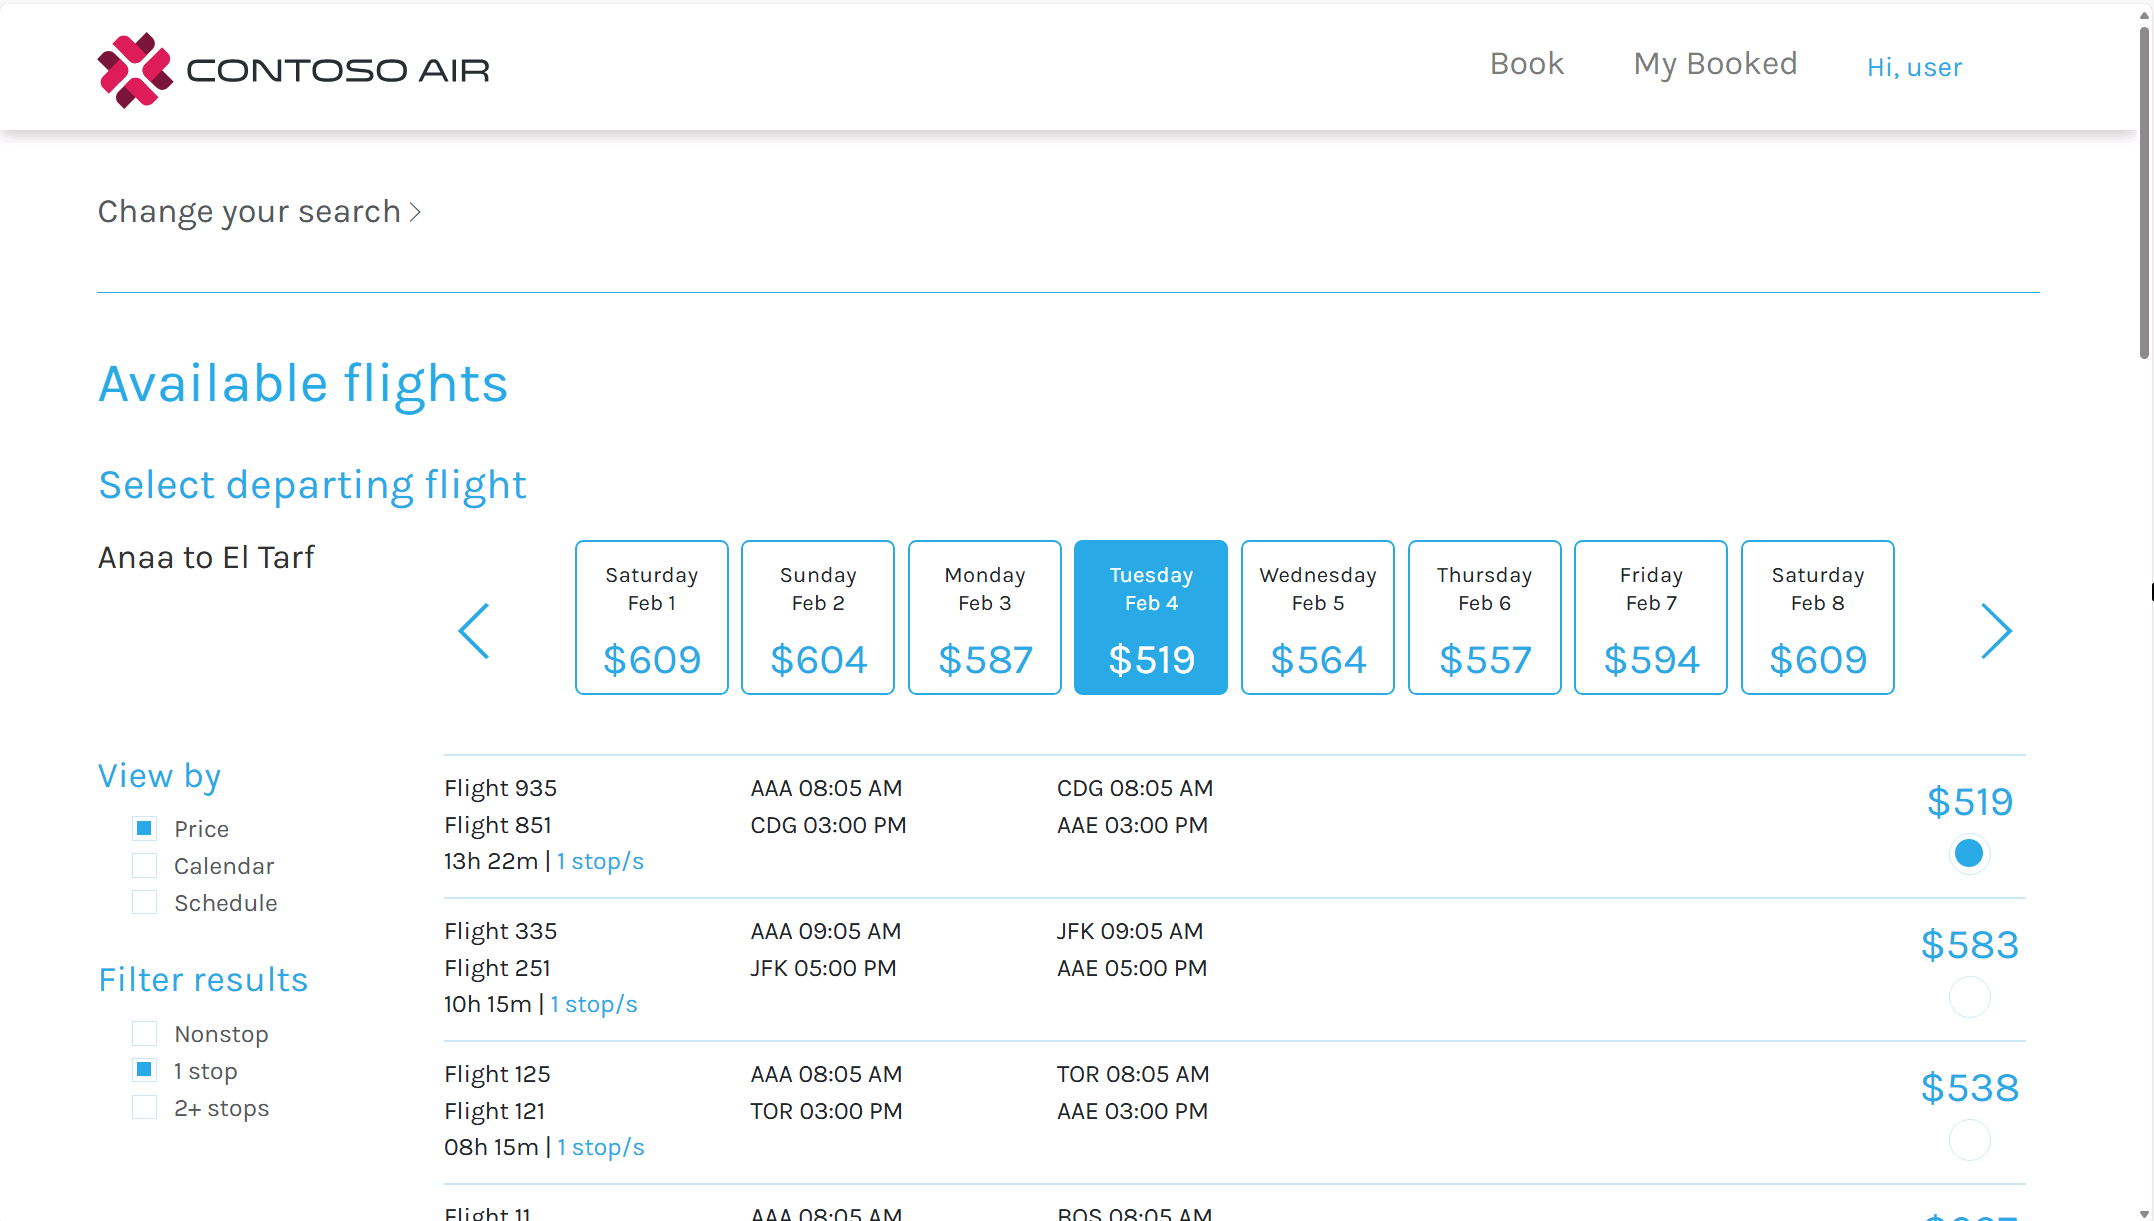 CONTOSO AIR
Book
My Booked
Hi, user
Change your search
Available flights
Select departing flight
Anaa to El Tarf
Saturday
Feb 1
$609
Sunday
Feb 2
$604
Monday
Feb 3
$587
Tuesday
Feb 4
$519
Wednesday
Feb 5
$564
Thursday
Feb 6
$557
Friday
Feb 7
$594
Saturday
Feb 8
$609
View by
Price
Calendar
Schedule
Filter results
Nonstop
1 stop
2+ stops
Flight 935 AAA 08:05 AM CDG 08:05 AM
Flight 851 CDG 03:00 PM AAE 03:00 PM
13h 22m | 1 stop/s
$519
Flight 335 AAA 09:05 AM JFK 09:05 AM
Flight 251 JFK 05:00 PM AAE 05:00 PM
10h 15m | 1 stop/s
$583
Flight 125 AAA 08:05 AM TOR 08:05 AM
Flight 121 TOR 03:00 PM AAE 03:00 PM
08h 15m | 1 stop/s
$538
Flight 11 AAA 08:05 AM BOS 08:05 AM